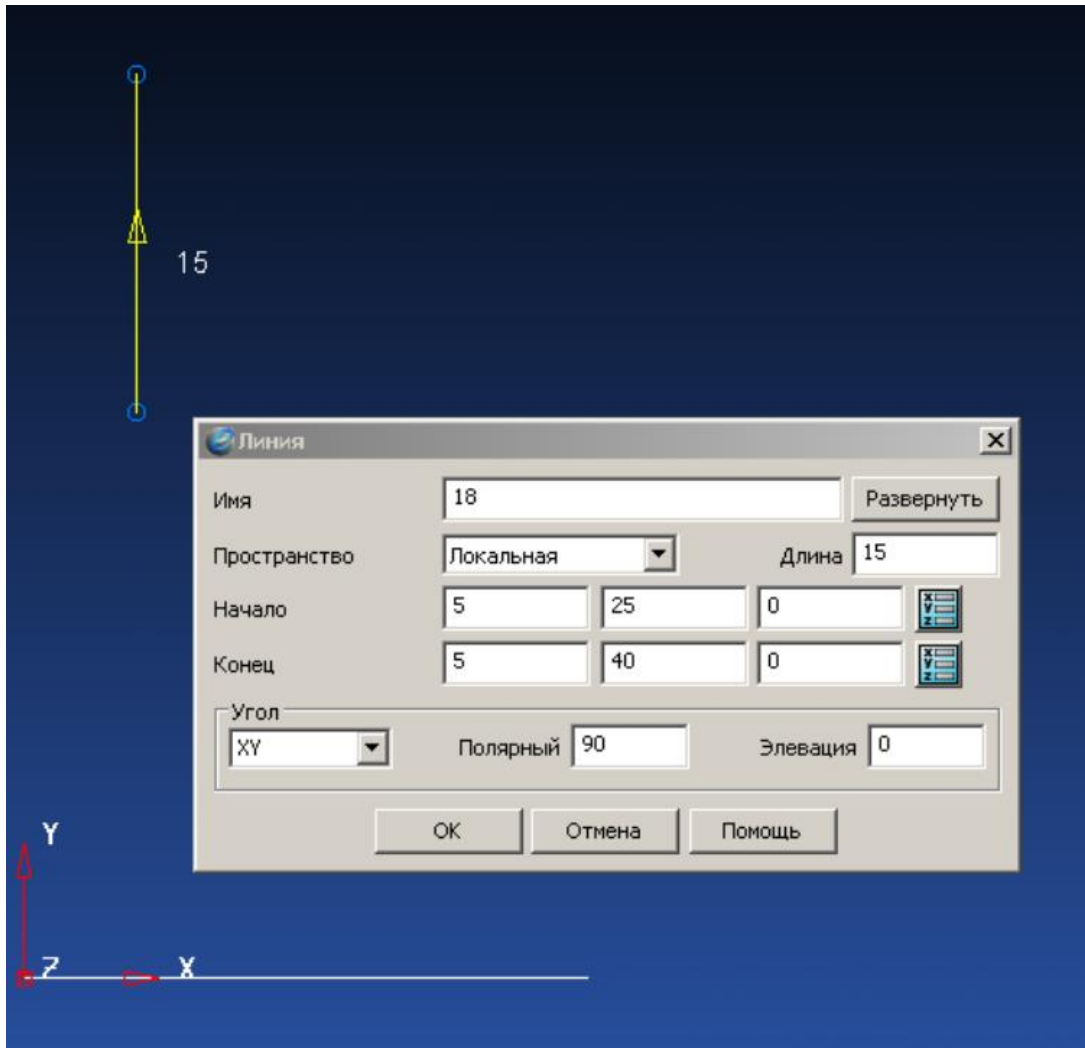 15
Линия
Имя 18 Развернуть
Пространство Локальная Длина 15
Начало 5 25 0
Конец 5 40 0
Угол
XY Полярный 90 Элевация 0
OK Отмена Помощь
Y
Z X